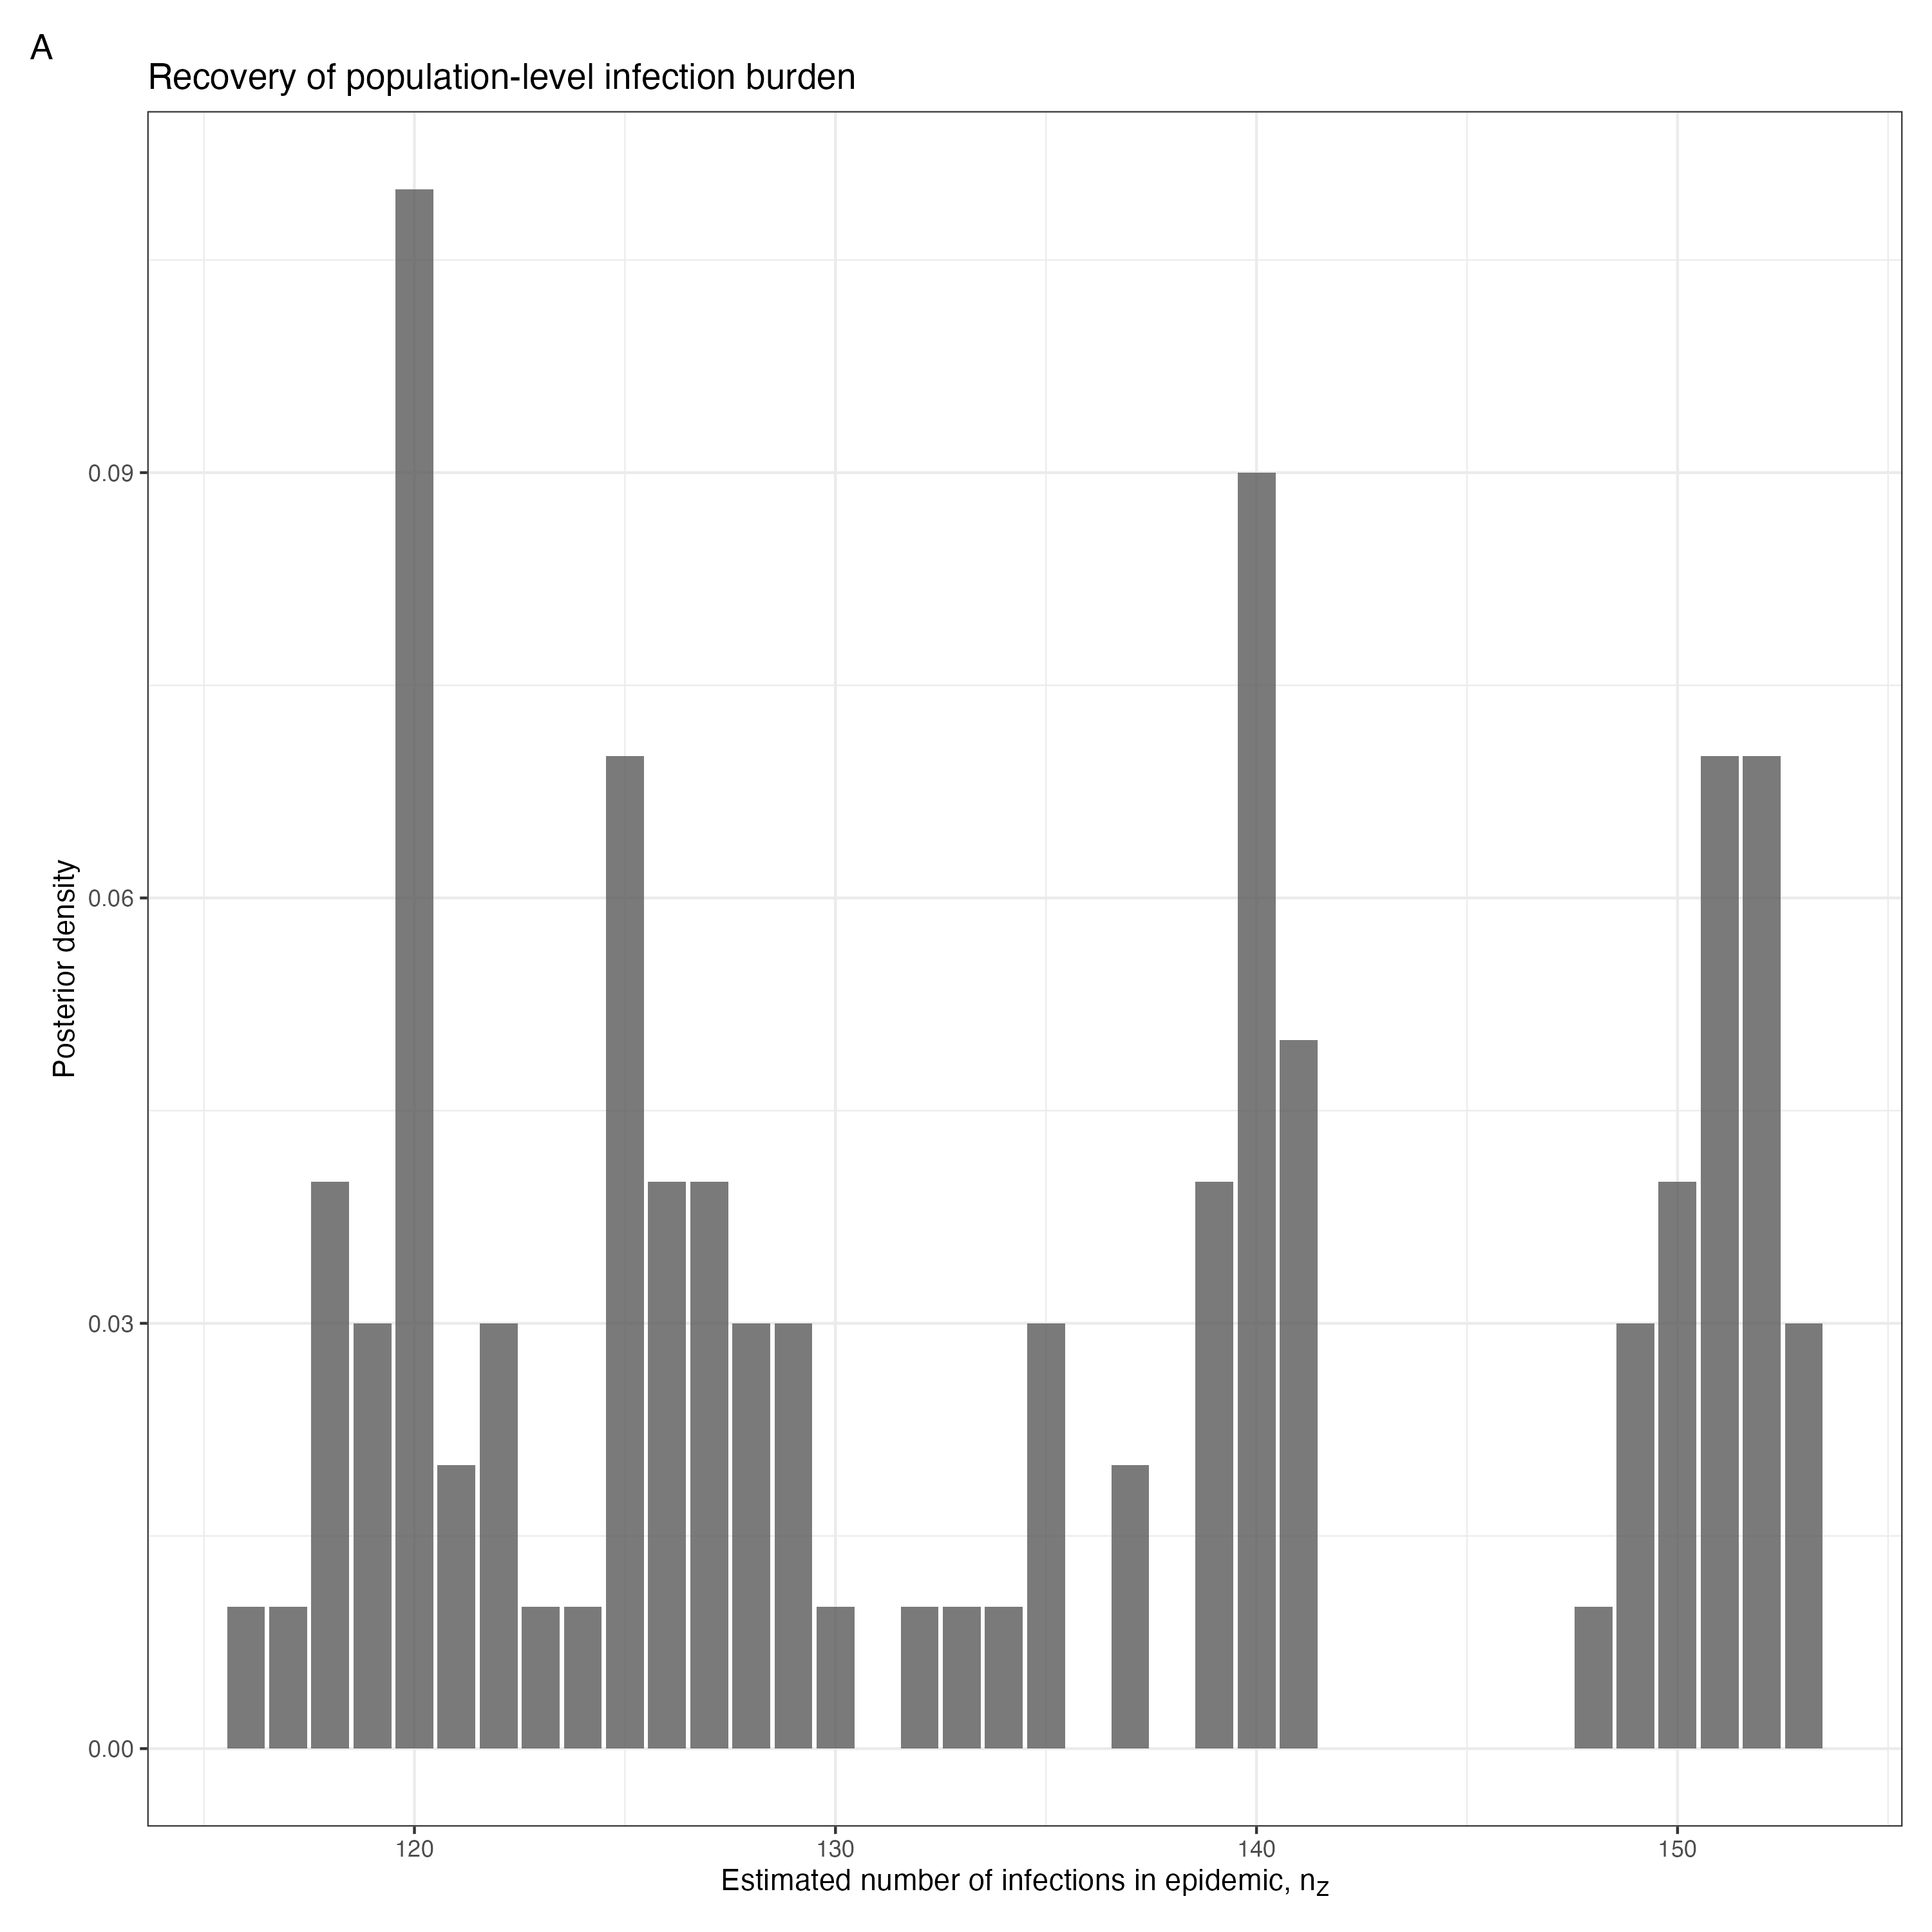 A
Recovery of population-level infection burden
Posterior density
0.09
0.06
0.03
0.00
120 130 140 150
Estimated number of infections in epidemic, nZ